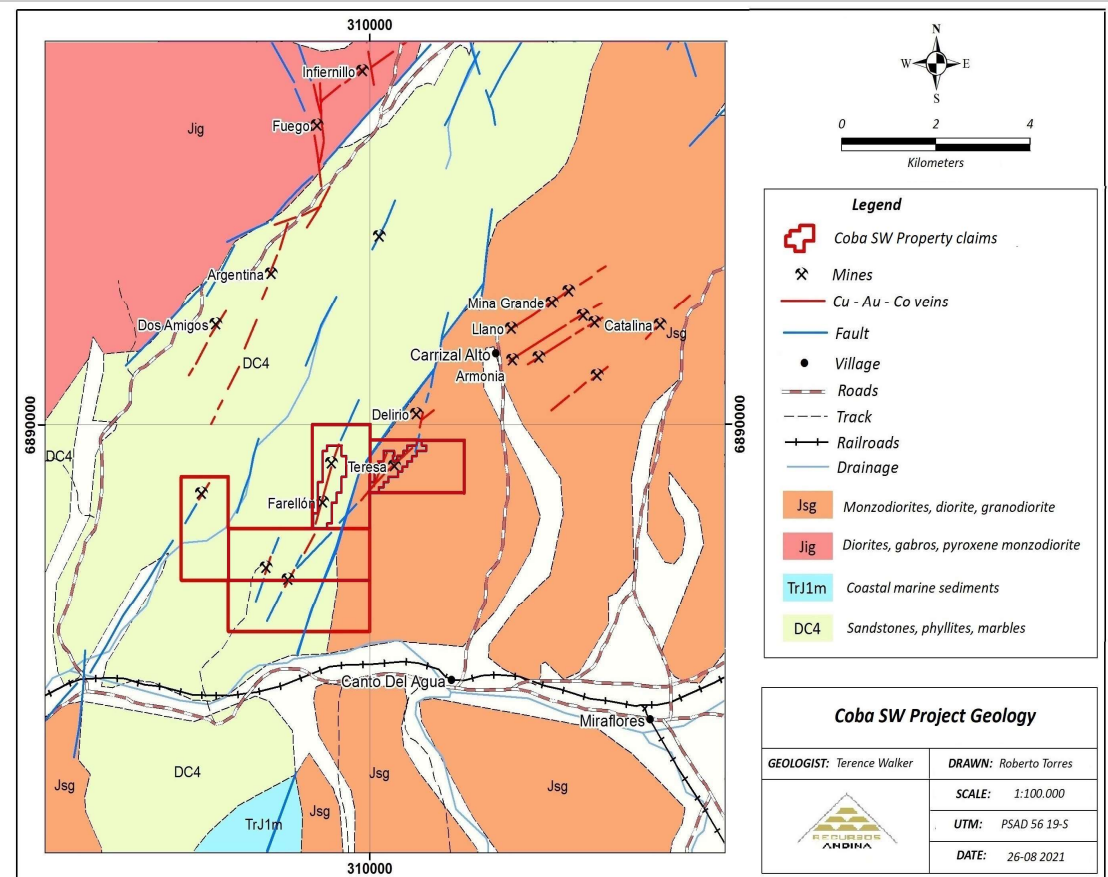 310000
Infiernillo
Jig
Fuego
Argentina
Mina Grande
Dos Amigos
Llano
Catalina
Jsg
Carrizal Alto
DC4
Armonia
Delirio
6890000
6890000
DC4
Teresa
Farellón
Canto Del Agua
Miraflores
DC4
Jsg
Jsg
Jsg
Jsg
TrJ1m
310000
N
W
E
S
0 2 4
Kilometers
Legend
Coba SW Property claims
Mines
Cu - Au - Co veins
Fault
Village
Roads
Track
Railroads
Drainage
Jsg Monzodiorites, diorite, granodiorite
Jig Diorites, gabros, pyroxene monzodiorite
TrJ1m Coastal marine sediments
DC4 Sandstones, phyllites, marbles
Coba SW Project Geology
GEOLOGIST: Terence Walker
DRAWN: Roberto Torres
SCALE: 1:100.000
UTM: PSAD 56 19-S
DATE: 26-08 2021
RECURSOS
ANDINA